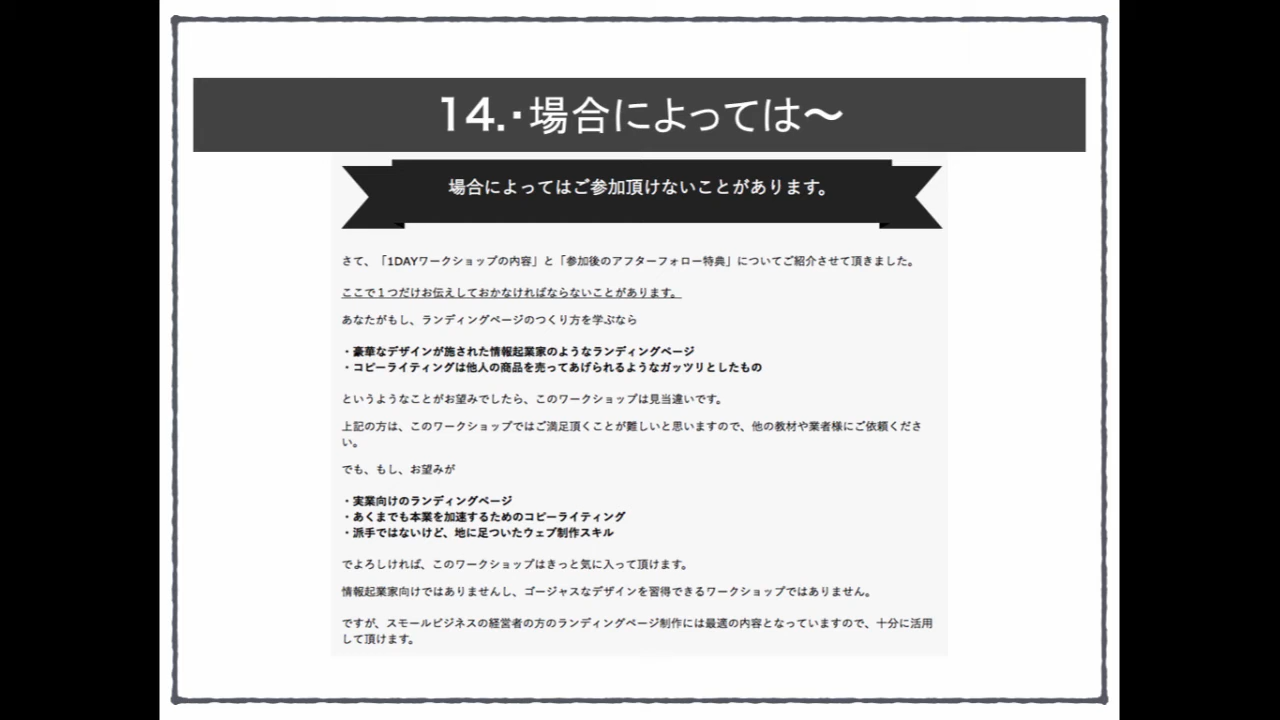 14.・場合によっては〜
場合によってはご参加頂けないことがあります。
さて、「1DAYワークショップの内容」と「参加後のアフターフォロー特典」についてご紹介させて頂きました。
ここで１つだけお伝えしておかなければならないことがあります。
あなたがもし、ランディングページのつくり方を学ぶなら
・豪華なデザインが施された情報起業家のようなランディングページ
・コピーライティングは他人の商品を売ってあげられるようなガッツリとしたもの
というようなことがお望みでしたら、このワークショップは見当違いです。
上記の方は、このワークショップではご満足頂くことが難しいと思いますので、他の教材や業者様にご依頼くださ
い。
でも、もし、お望みが
・実業向けのランディングページ
・あくまでも本業を加速するためのコピーライティング
・派手ではないけど、地に足ついたウェブ制作スキル
でよろしければ、このワークショップはきっと気に入って頂けます。
情報起業家向けではありませんし、ゴージャスなデザインを習得できるワークショップではありません。
ですが、スモールビジネスの経営者の方のランディングページ制作には最適の内容となっていますので、十分に活用
して頂けます。